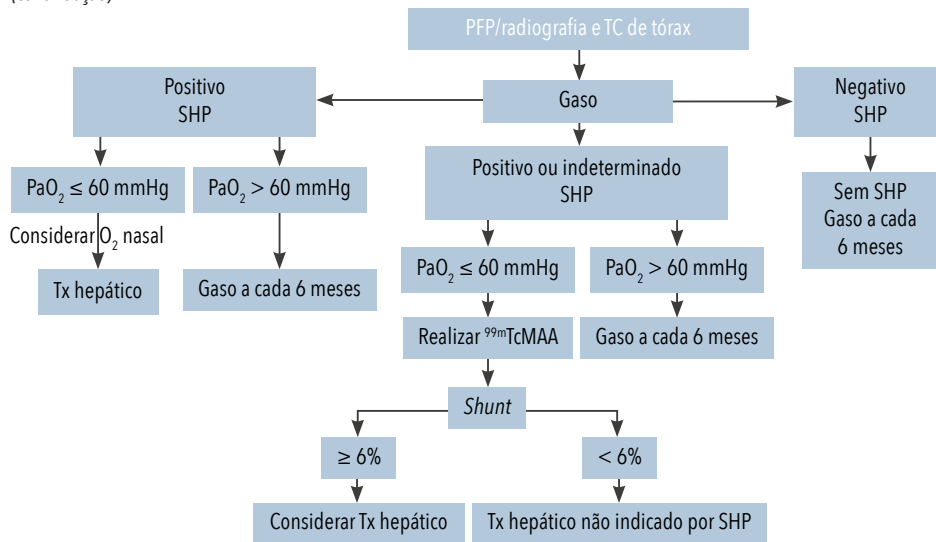 PFP/radiografia e TC de tórax
Positivo
SHP
Gaso
Negativo
SHP
PaO₂ ≤ 60 mmHg
PaO₂ > 60 mmHg
Positivo ou indeterminado
SHP
Sem SHP
Gaso a cada
6 meses
Considerar O₂ nasal
Tx hepático
Gaso a cada 6 meses
PaO₂ ≤ 60 mmHg
PaO₂ > 60 mmHg
Realizar ⁹⁹ᵐTcMAA
Gaso a cada 6 meses
Shunt
≥ 6%
< 6%
Considerar Tx hepático
Tx hepático não indicado por SHP